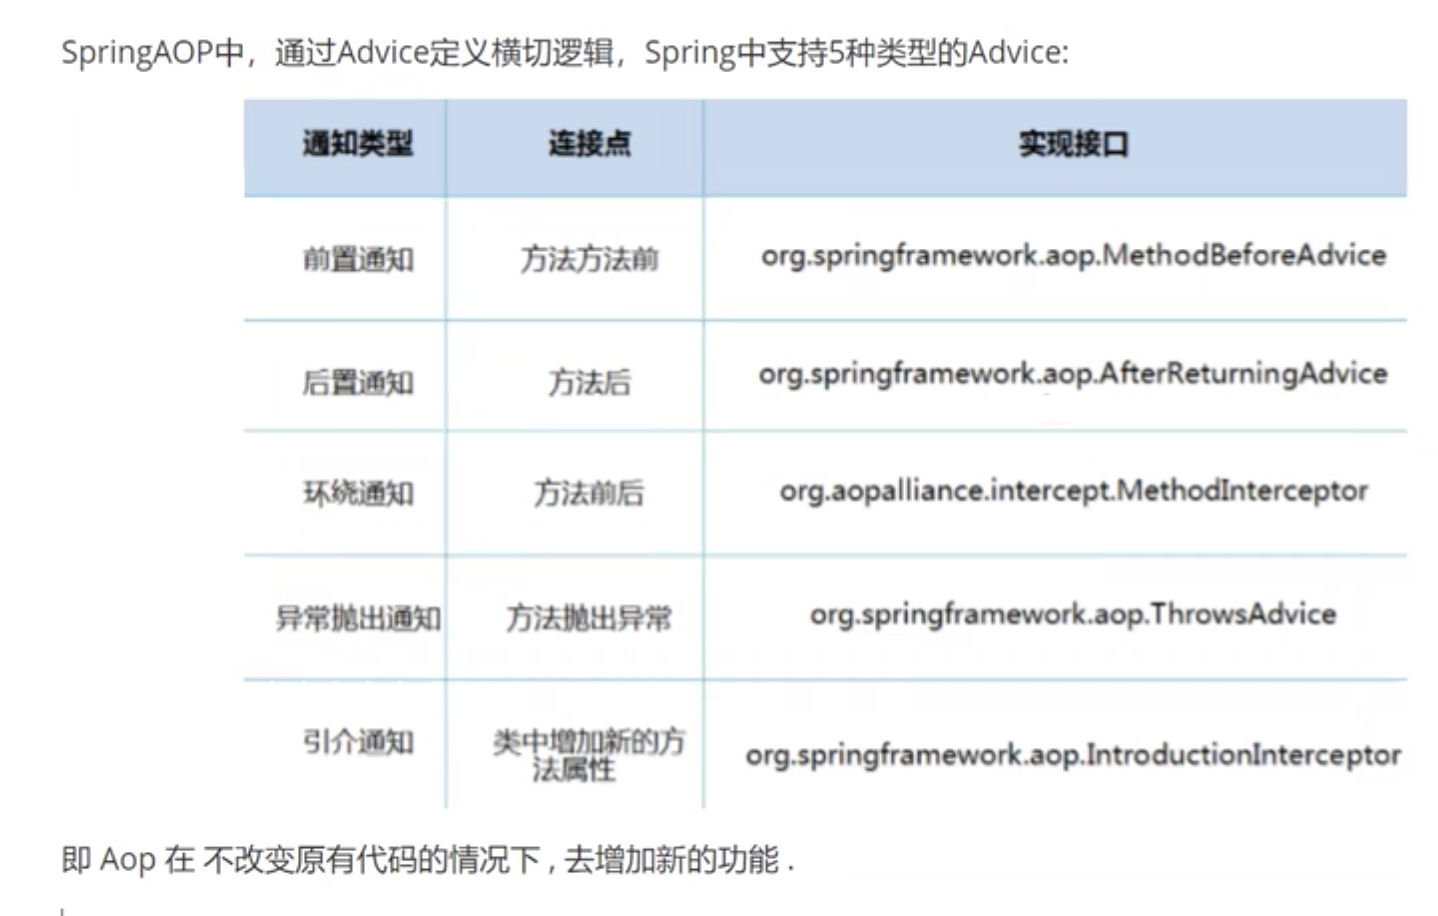 SpringAOP中，通过Advice定义横切逻辑，Spring中支持5种类型的Advice:
通知类型 连接点 实现接口
前置通知 方法方法前 org.springframework.aop.MethodBeforeAdvice
后置通知 方法后 org.springframework.aop.AfterReturningAdvice
环绕通知 方法前后 org.aopalliance.intercept.MethodInterceptor
异常抛出通知 方法抛出异常 org.springframework.aop.ThrowsAdvice
引介通知 类中增加新的方
法属性 org.springframework.aop.IntroductionInterceptor
即 Aop 在 不改变原有代码的情况下 , 去增加新的功能 .